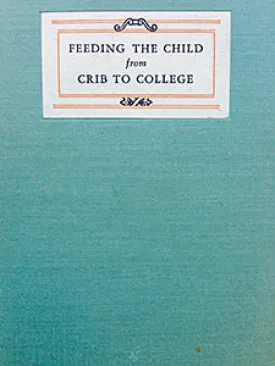 FEEDING THE CHILD
from
CRIB TO COLLEGE